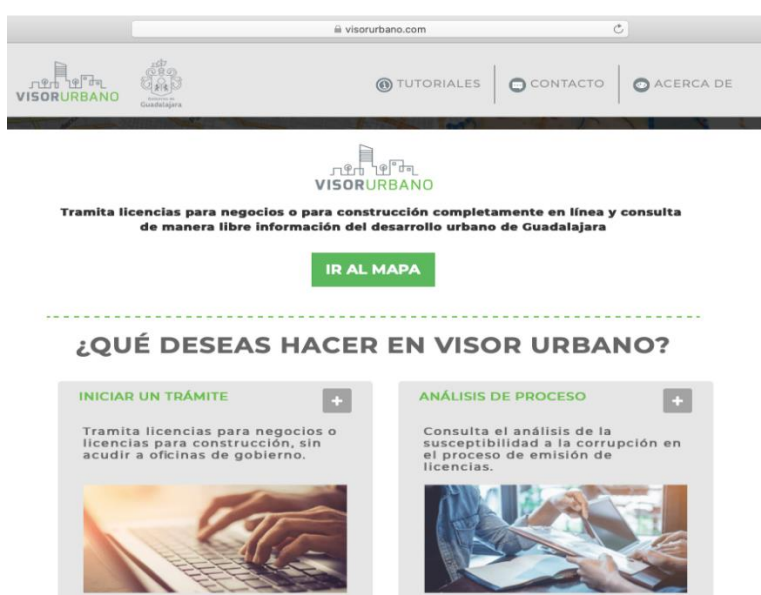 visorurbano.com
VISORURBANO
Gobierno de
Guadalajara
TUTORIALES
CONTACTO
ACERCA DE
VISORURBANO
Tramita licencias para negocios o para construcción completamente en línea y consulta
de manera libre información del desarrollo urbano de Guadalajara
IR AL MAPA
¿QUÉ DESEAS HACER EN VISOR URBANO?
INICIAR UN TRÁMITE
+
Tramita licencias para negocios o
licencias para construcción, sin
acudir a oficinas de gobierno.
ANÁLISIS DE PROCESO
+
Consulta el análisis de la
susceptibilidad a la corrupción en
el proceso de emisión de
licencias.